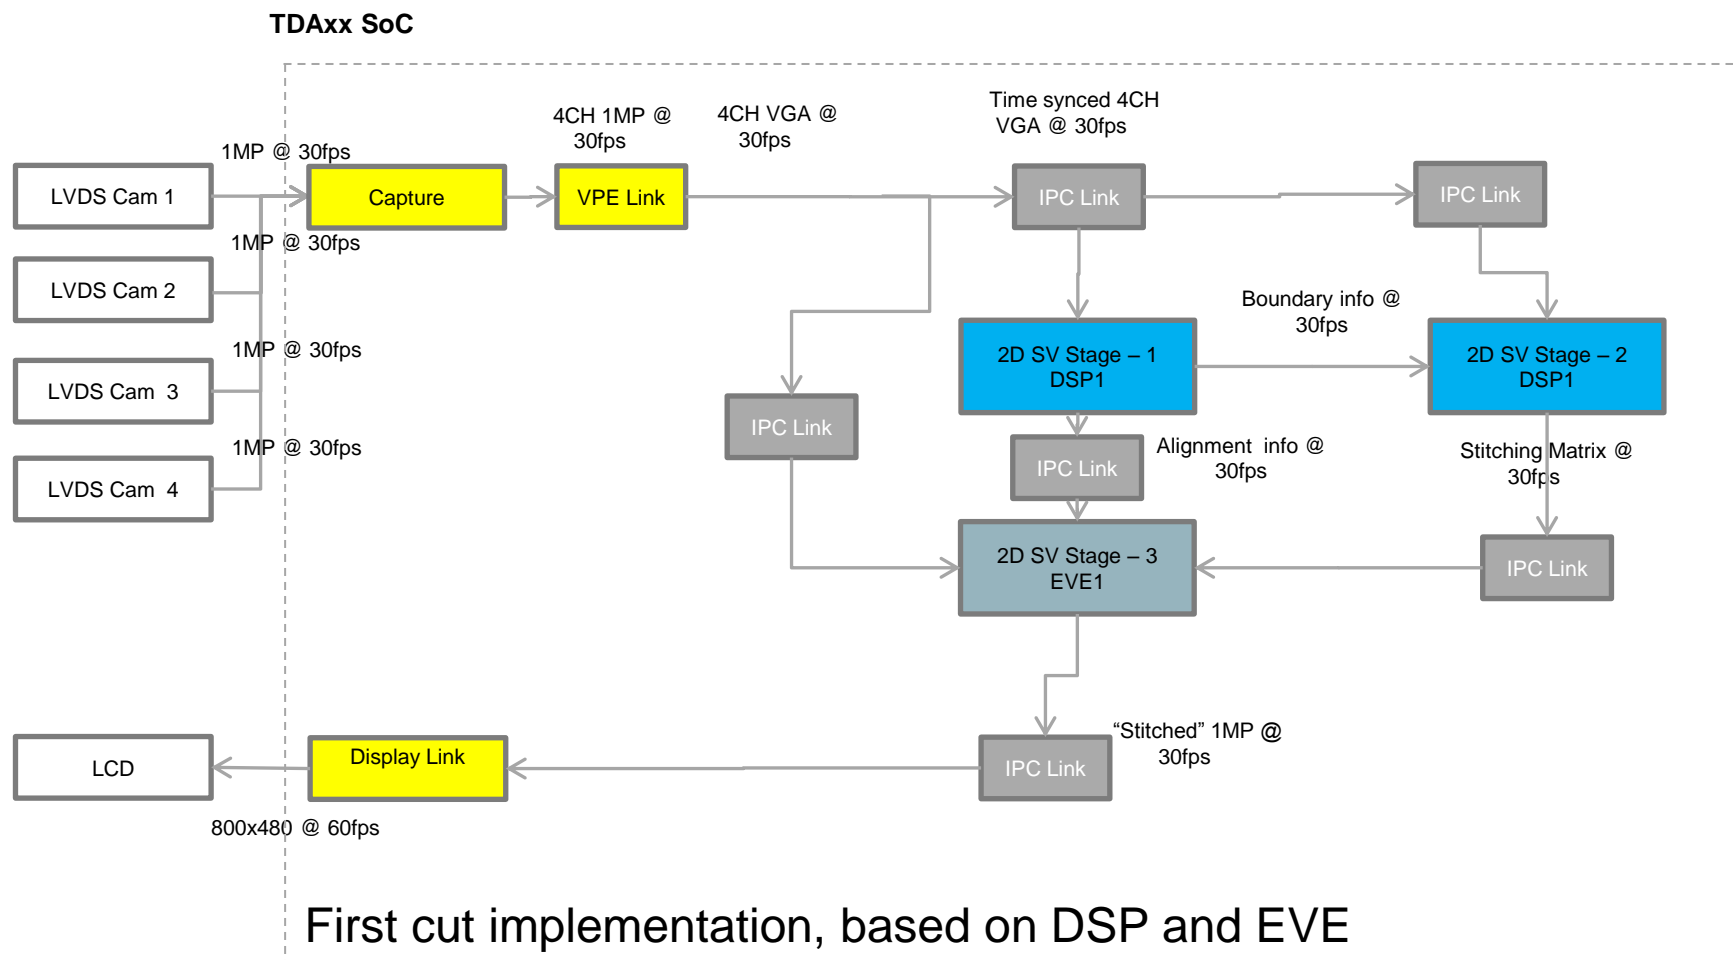 TDAxx SoC
4CH 1MP @
30fps
4CH VGA @
30fps
Time synced 4CH
VGA @ 30fps
1MP @ 30fps
LVDS Cam 1
Capture
VPE Link
IPC Link
IPC Link
1MP @ 30fps
LVDS Cam 2
Boundary info @
30fps
1MP @ 30fps
2D SV Stage – 1
DSP1
2D SV Stage – 2
DSP1
LVDS Cam  3
IPC Link
1MP @ 30fps
Alignment  info @
30fps
Stitching Matrix @
30fps
IPC Link
LVDS Cam  4
2D SV Stage – 3
EVE1
IPC Link
“Stitched” 1MP @
30fps
LCD
Display Link
IPC Link
800x480 @ 60fps
First cut implementation, based on DSP and EVE